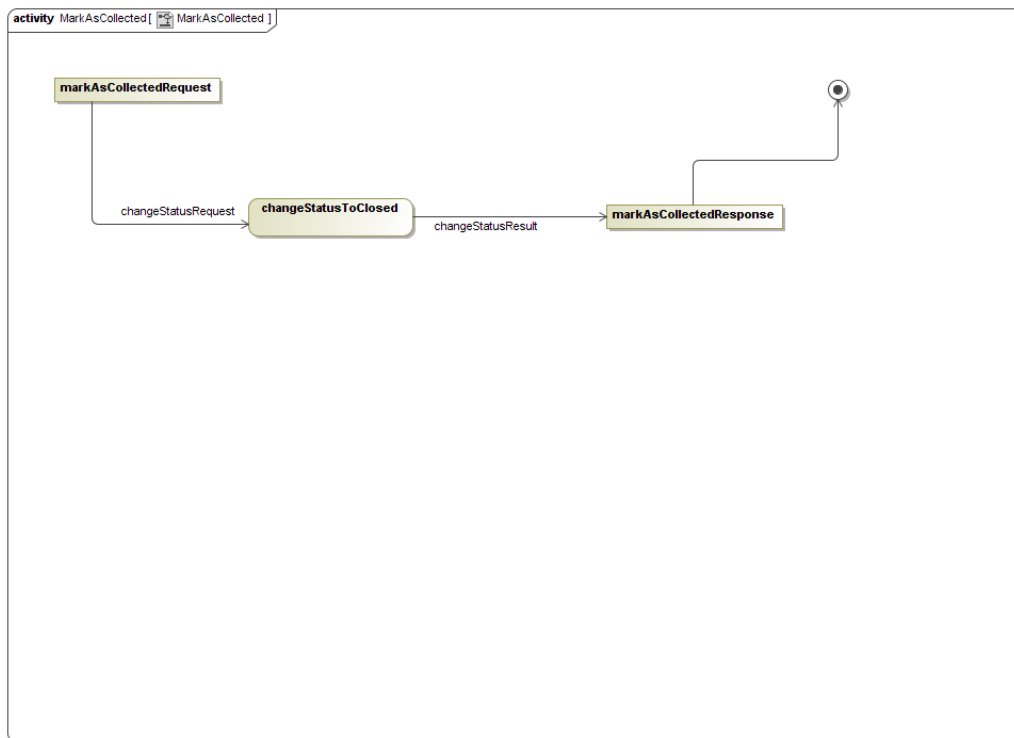 activity MarkAsCollected [ MarkAsCollected ]
markAsCollectedRequest
changeStatusRequest
changeStatusToClosed
changeStatusResult
markAsCollectedResponse